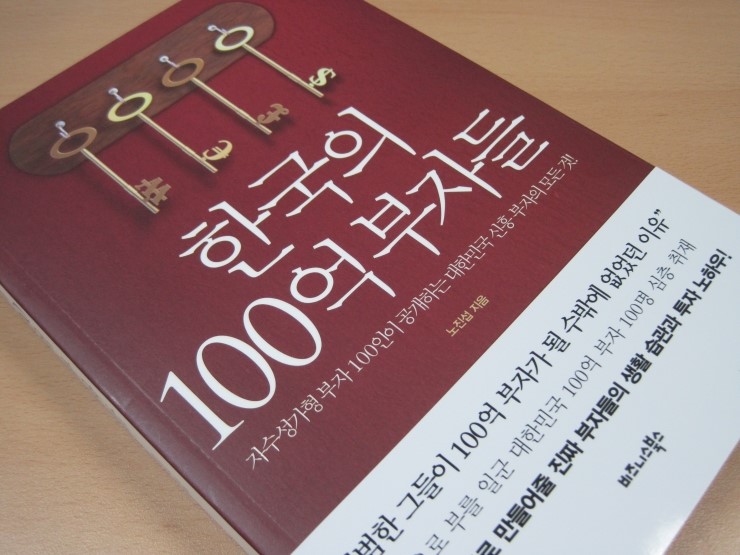 한국의
100억 부자들
자수성가형 부자 100인이 공개하는 대한민국 신흥 부자의 모든 것!
노진섭 지음
범한 그들이 100억 부자가 될 수밖에 없었던 이유"
로 부를 일군 대한민국 100억 부자 100명 심층 취재
로 만들어줄 진짜 부자들의 생활 습관과 투자 노하우!
비즈니스북스